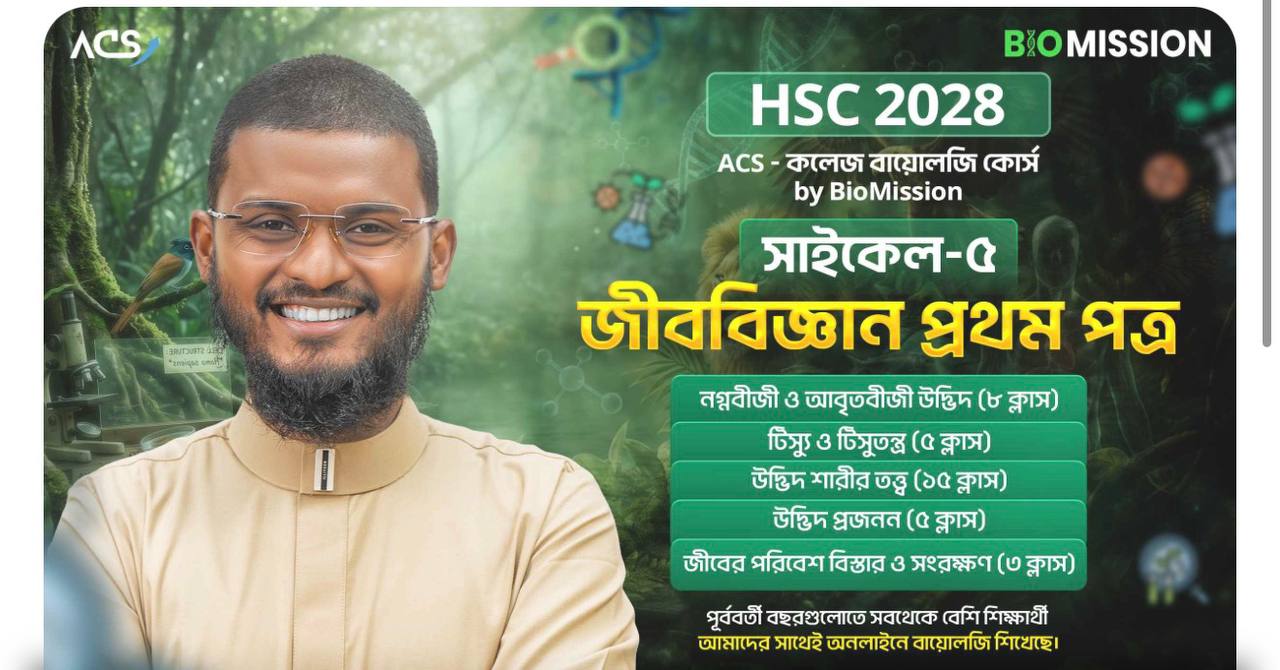 ACS
BIOMISSION
HSC 2028
ACS - কলেজ বায়োলজি কোর্স
by BioMission
সাইকেল-৫
জীববিজ্ঞান প্রথম পত্র
নগ্নবীজী ও আবৃতবীজী উদ্ভিদ (৮ ক্লাস)
টিস্যু ও টিসুতন্ত্র (৫ ক্লাস)
উদ্ভিদ শারীর তত্ত্ব (১৫ ক্লাস)
উদ্ভিদ প্রজনন (৫ ক্লাস)
জীবের পরিবেশ বিস্তার ও সংরক্ষণ (৩ ক্লাস)
পূর্ববর্তী বছরগুলোতে সবথেকে বেশি শিক্ষার্থী
আমাদের সাথেই অনলাইনে বায়োলজি শিখেছে।